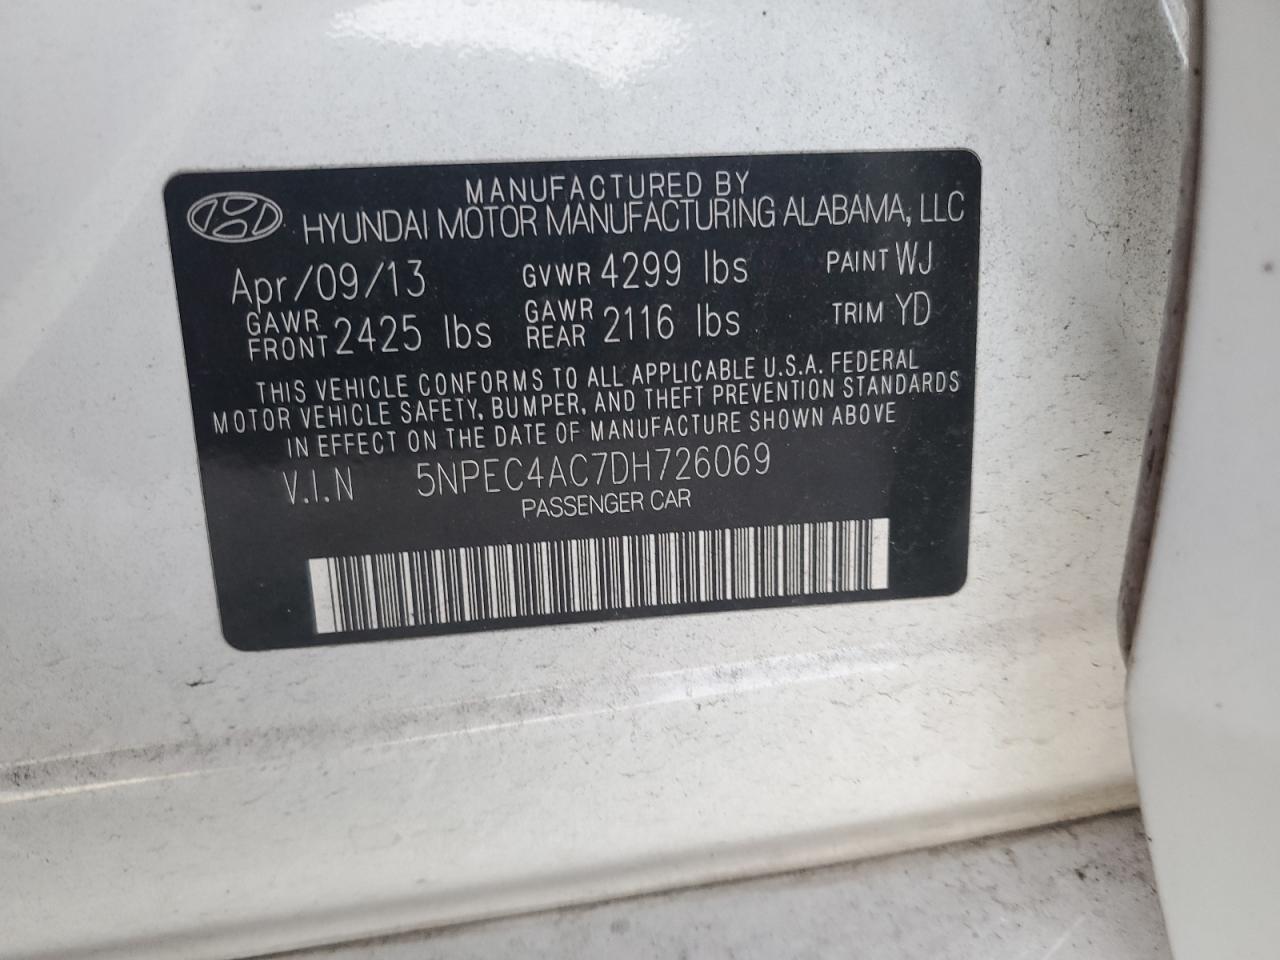 MANUFACTURED BY
HYUNDAI MOTOR MANUFACTURING ALABAMA, LLC
Apr/09/13 GVWR 4299 lbs PAINT WJ
GAWR FRONT 2425 lbs GAWR REAR 2116 lbs TRIM YD
THIS VEHICLE CONFORMS TO ALL APPLICABLE U.S.A. FEDERAL
MOTOR VEHICLE SAFETY, BUMPER, AND THEFT PREVENTION STANDARDS
IN EFFECT ON THE DATE OF MANUFACTURE SHOWN ABOVE
V.I.N 5NPEC4AC7DH726069
PASSENGER CAR